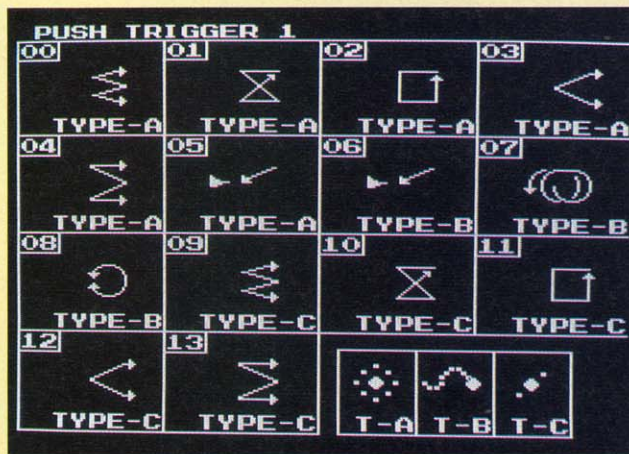 PUSH TRIGGER 1
00 01 02 03
TYPE-A TYPE-A TYPE-A TYPE-A
04 05 06 07
TYPE-A TYPE-A TYPE-B TYPE-B
08 09 10 11
TYPE-B TYPE-C TYPE-C TYPE-C
12 13
TYPE-C TYPE-C T-A T-B T-C